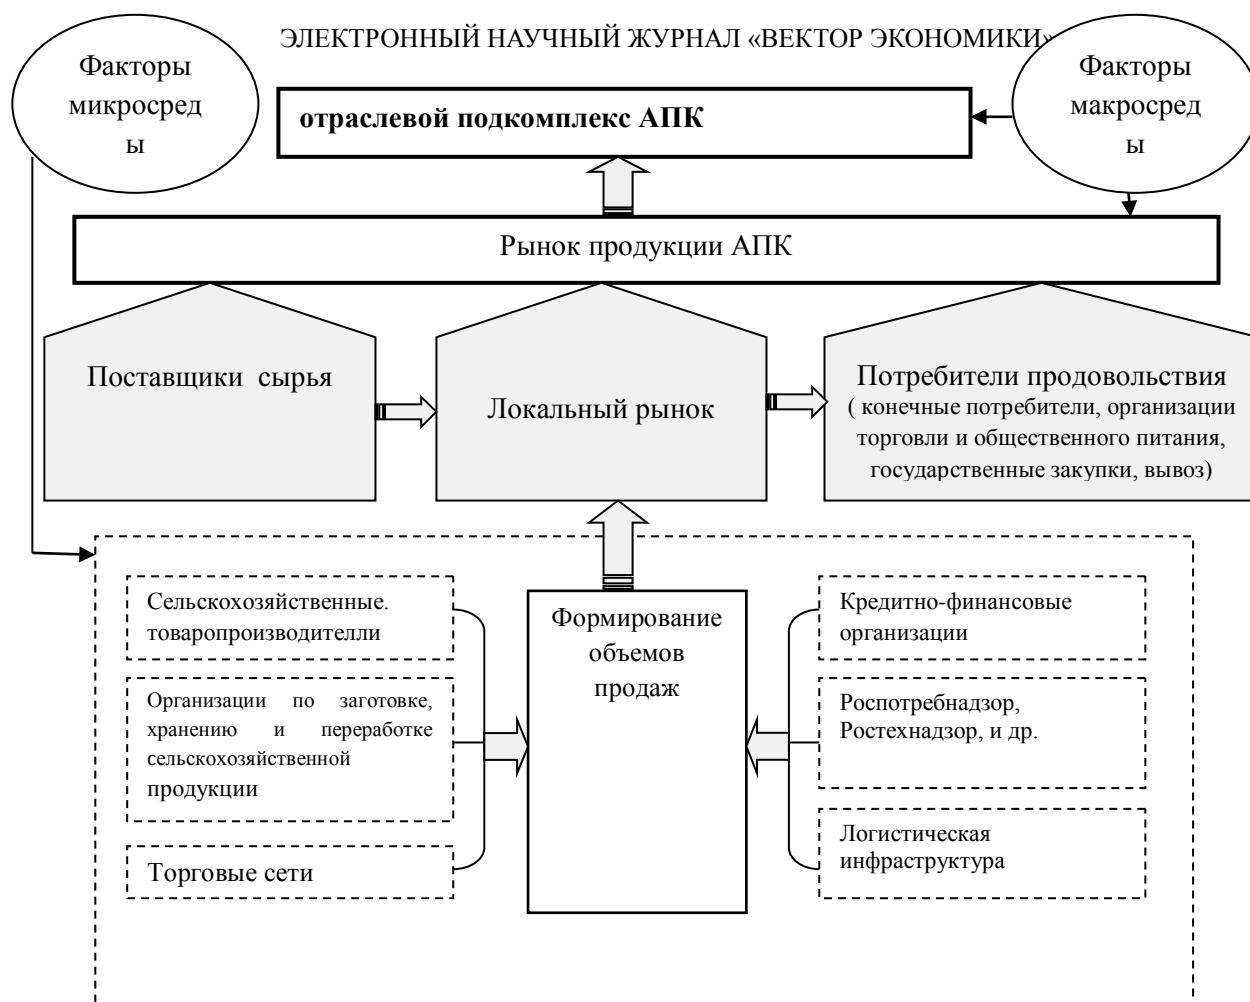 ЭЛЕКТРОННЫЙ НАУЧНЫЙ ЖУРНАЛ «ВЕКТОР ЭКОНОМИКИ»
Факторы
микросред
ы
Факторы
макросред
ы
отраслевой подкомплекс АПК
Рынок продукции АПК
Поставщики сырья
Локальный рынок
Потребители продовольствия
( конечные потребители, организации
торговли и общественного питания,
государственные закупки, вывоз)
Сельскохозяйственные.
товаропроизводителли
Организации по заготовке,
хранению и переработке
сельскохозяйственной
продукции
Торговые сети
Формирование
объемов
продаж
Кредитно-финансовые
организации
Роспотребнадзор,
Ростехнадзор, и др.
Логистическая
инфраструктура